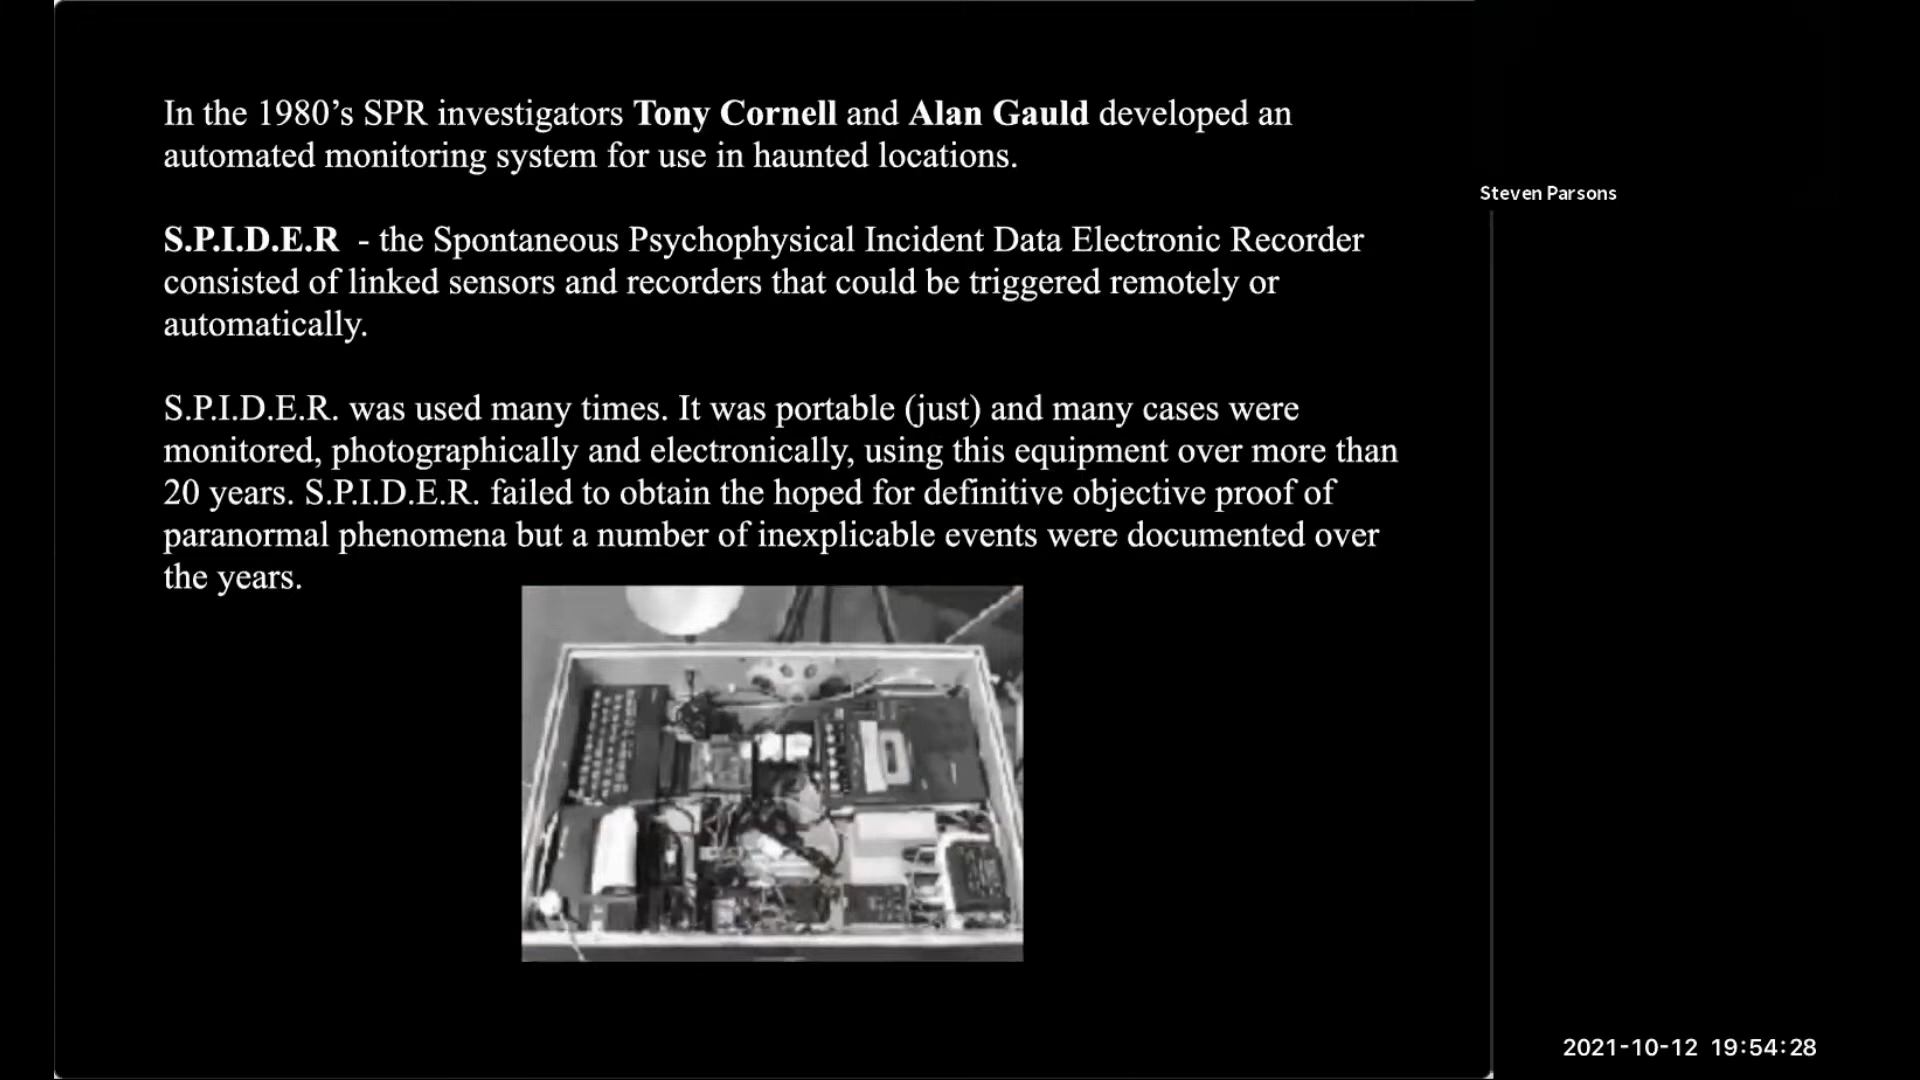 In the 1980’s SPR investigators Tony Cornell and Alan Gauld developed an
automated monitoring system for use in haunted locations.
S.P.I.D.E.R - the Spontaneous Psychophysical Incident Data Electronic Recorder
consisted of linked sensors and recorders that could be triggered remotely or
automatically.
S.P.I.D.E.R. was used many times. It was portable (just) and many cases were
monitored, photographically and electronically, using this equipment over more than
20 years. S.P.I.D.E.R. failed to obtain the hoped for definitive objective proof of
paranormal phenomena but a number of inexplicable events were documented over
the years.
Steven Parsons
2021-10-12 19:54:28